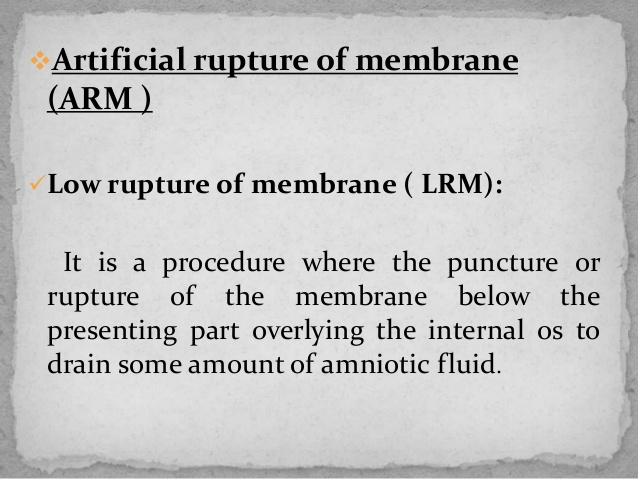 ❖Artificial rupture of membrane
(ARM )
✓Low rupture of membrane ( LRM):
It is a procedure where the puncture or
rupture of the membrane below the
presenting part overlying the internal os to
drain some amount of amniotic fluid.